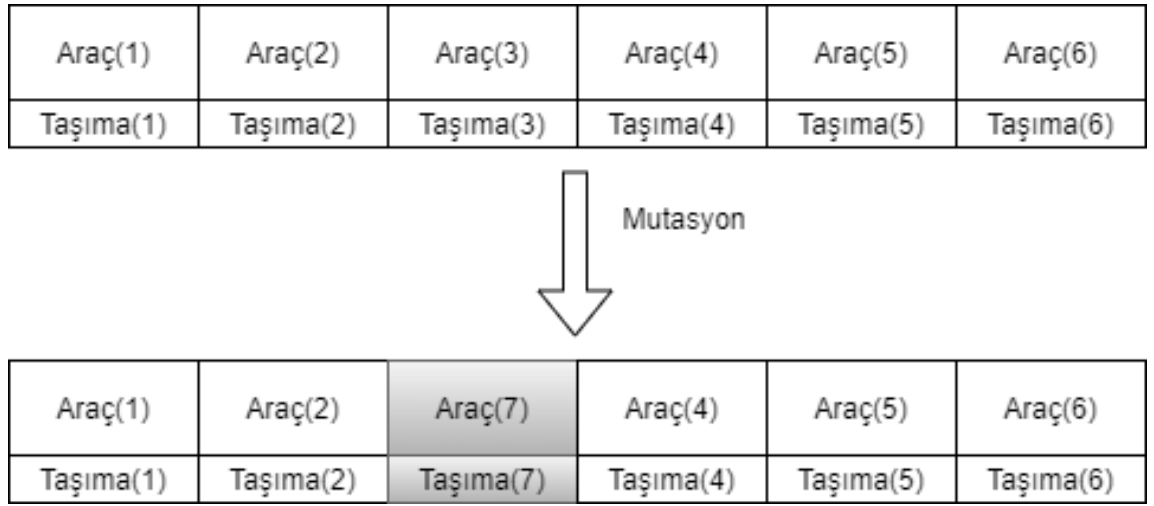 Araç(1) Araç(2) Araç(3) Araç(4) Araç(5) Araç(6)
Taşıma(1) Taşıma(2) Taşıma(3) Taşıma(4) Taşıma(5) Taşıma(6)
Mutasyon
Araç(1) Araç(2) Araç(7) Araç(4) Araç(5) Araç(6)
Taşıma(1) Taşıma(2) Taşıma(7) Taşıma(4) Taşıma(5) Taşıma(6)